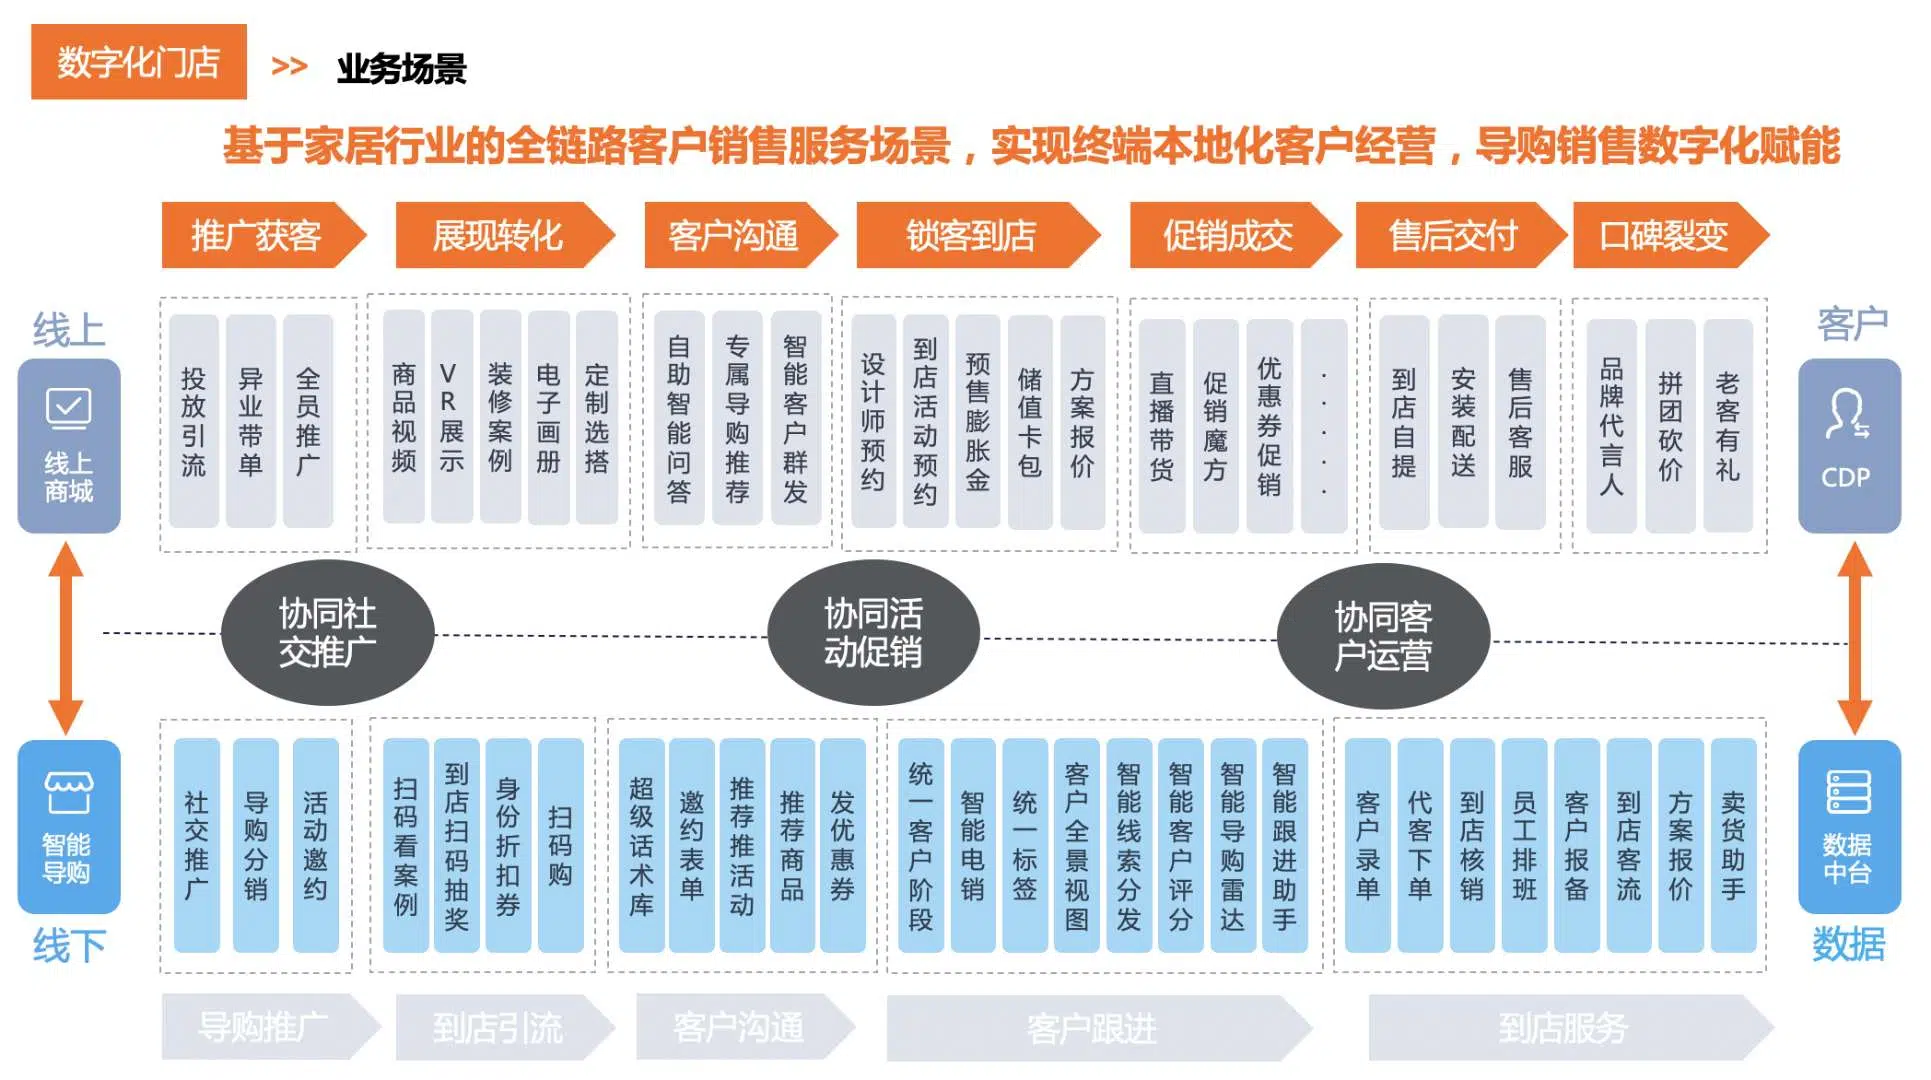 数字化门店
>>
业务场景
基于家居行业的全链路客户销售服务场景，实现终端本地化客户经营，导购销售数字化赋能
推广获客
展现转化
客户沟通
锁客到店
促销成交
售后交付
口碑裂变
线上
线上
商城
投放引流
异业带单
全员推广
商品视频
VR展示
装修案例
电子画册
定制选搭
自助智能问答
专属导购推荐
智能客户群发
设计师预约
到店活动预约
预售膨胀金
储值卡包
方案报价
直播带货
促销魔方
优惠券促销
.....
到店自提
安装配送
售后客服
品牌代言人
拼团砍价
老客有礼
客户
CDP
协同社
交推广
协同活
动促销
协同客
户运营
智能
导购
线下
社交推广
导购分销
活动邀约
扫码看案例
到店扫码抽奖
身份折扣券
扫码购
超级话术库
邀约表单
推荐推活动
推荐商品
发优惠券
统一客户阶段
智能电销
统一标签
客户全景视图
智能线索分发
智能客户评分
智能导购雷达
智能跟进助手
客户录单
代客下单
到店核销
员工排班
客户报备
到店客流
方案报价
卖货助手
数据
中台
数据
导购推广
到店引流
客户沟通
客户跟进
到店服务